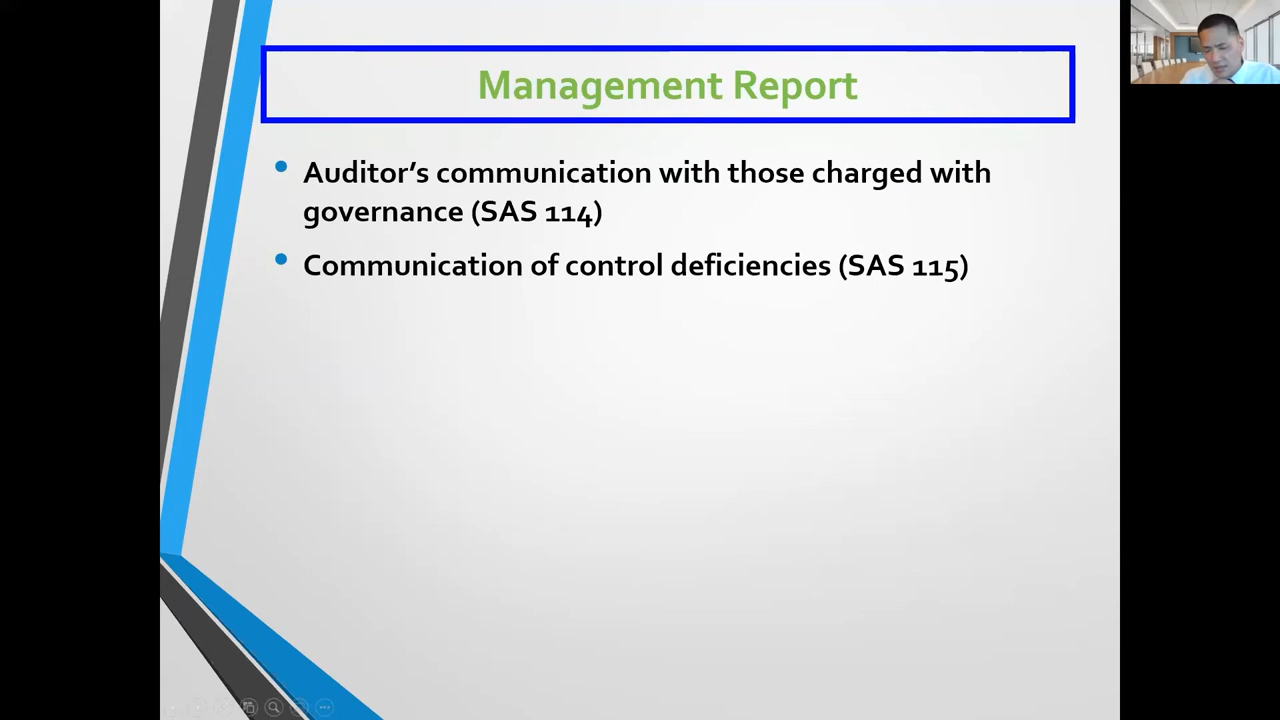 Management Report
Auditor’s communication with those charged with
governance (SAS 114)
Communication of control deficiencies (SAS 115)